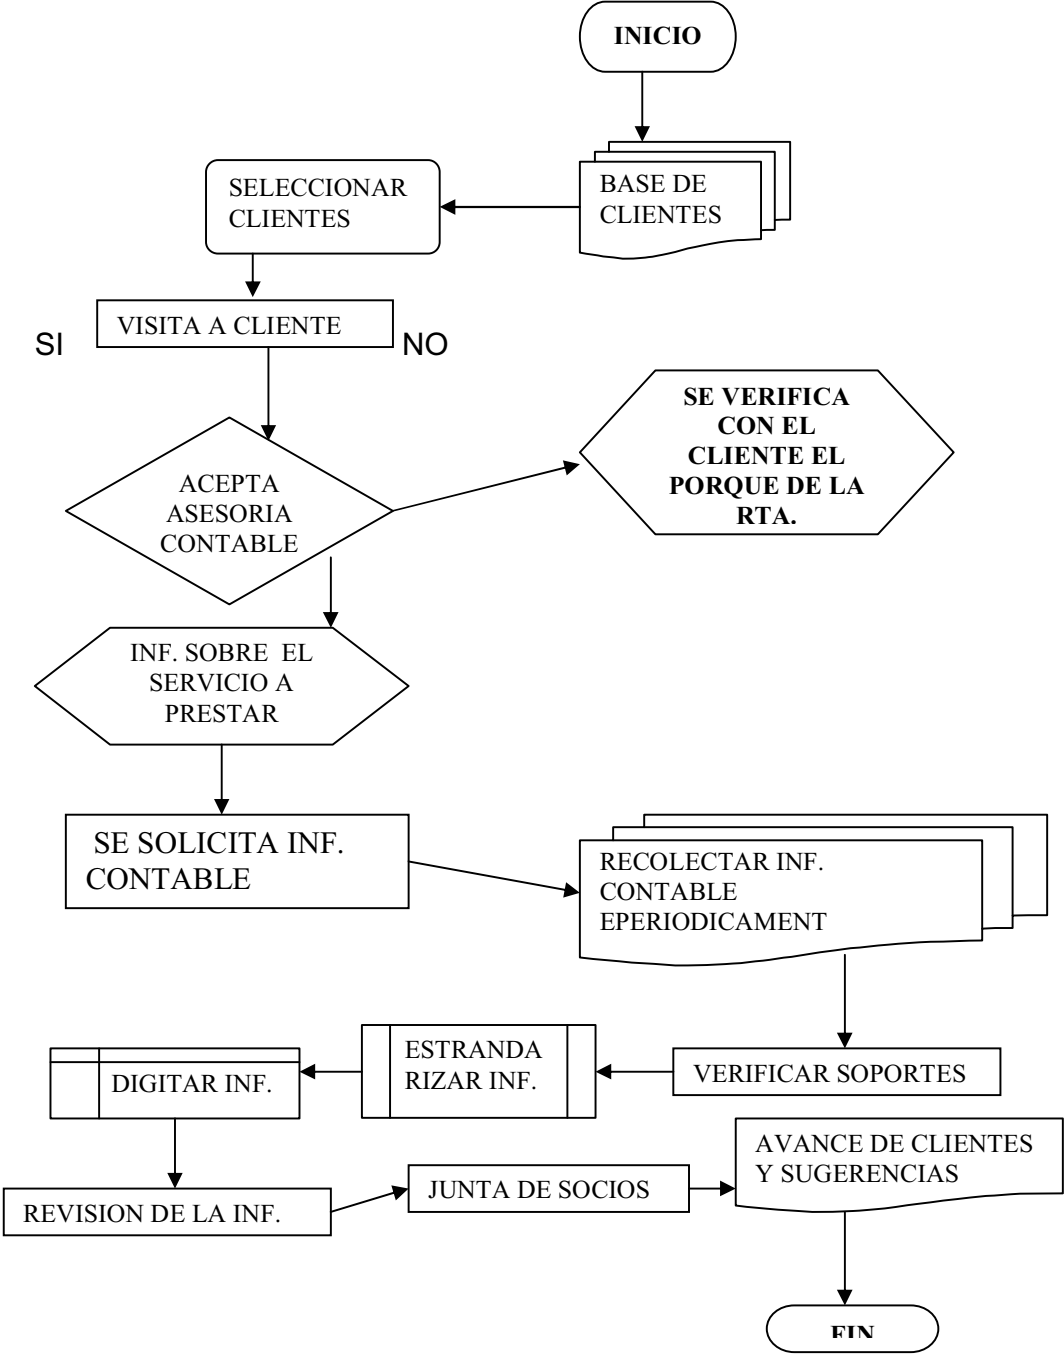 INICIO
BASE DE
CLIENTES
SELECCIONAR
CLIENTES
VISITA A CLIENTE
SI
NO
SE VERIFICA
CON EL
CLIENTE EL
PORQUE DE LA
RTA.
ACEPTA
ASESORIA
CONTABLE
INF. SOBRE EL
SERVICIO A
PRESTAR
SE SOLICITA INF.
CONTABLE
RECOLECTAR INF.
CONTABLE
EPERIODICAMENT
VERIFICAR SOPORTES
ESTRANDA
RIZAR INF.
DIGITAR INF.
REVISION DE LA INF.
JUNTA DE SOCIOS
AVANCE DE CLIENTES
Y SUGERENCIAS
FIN